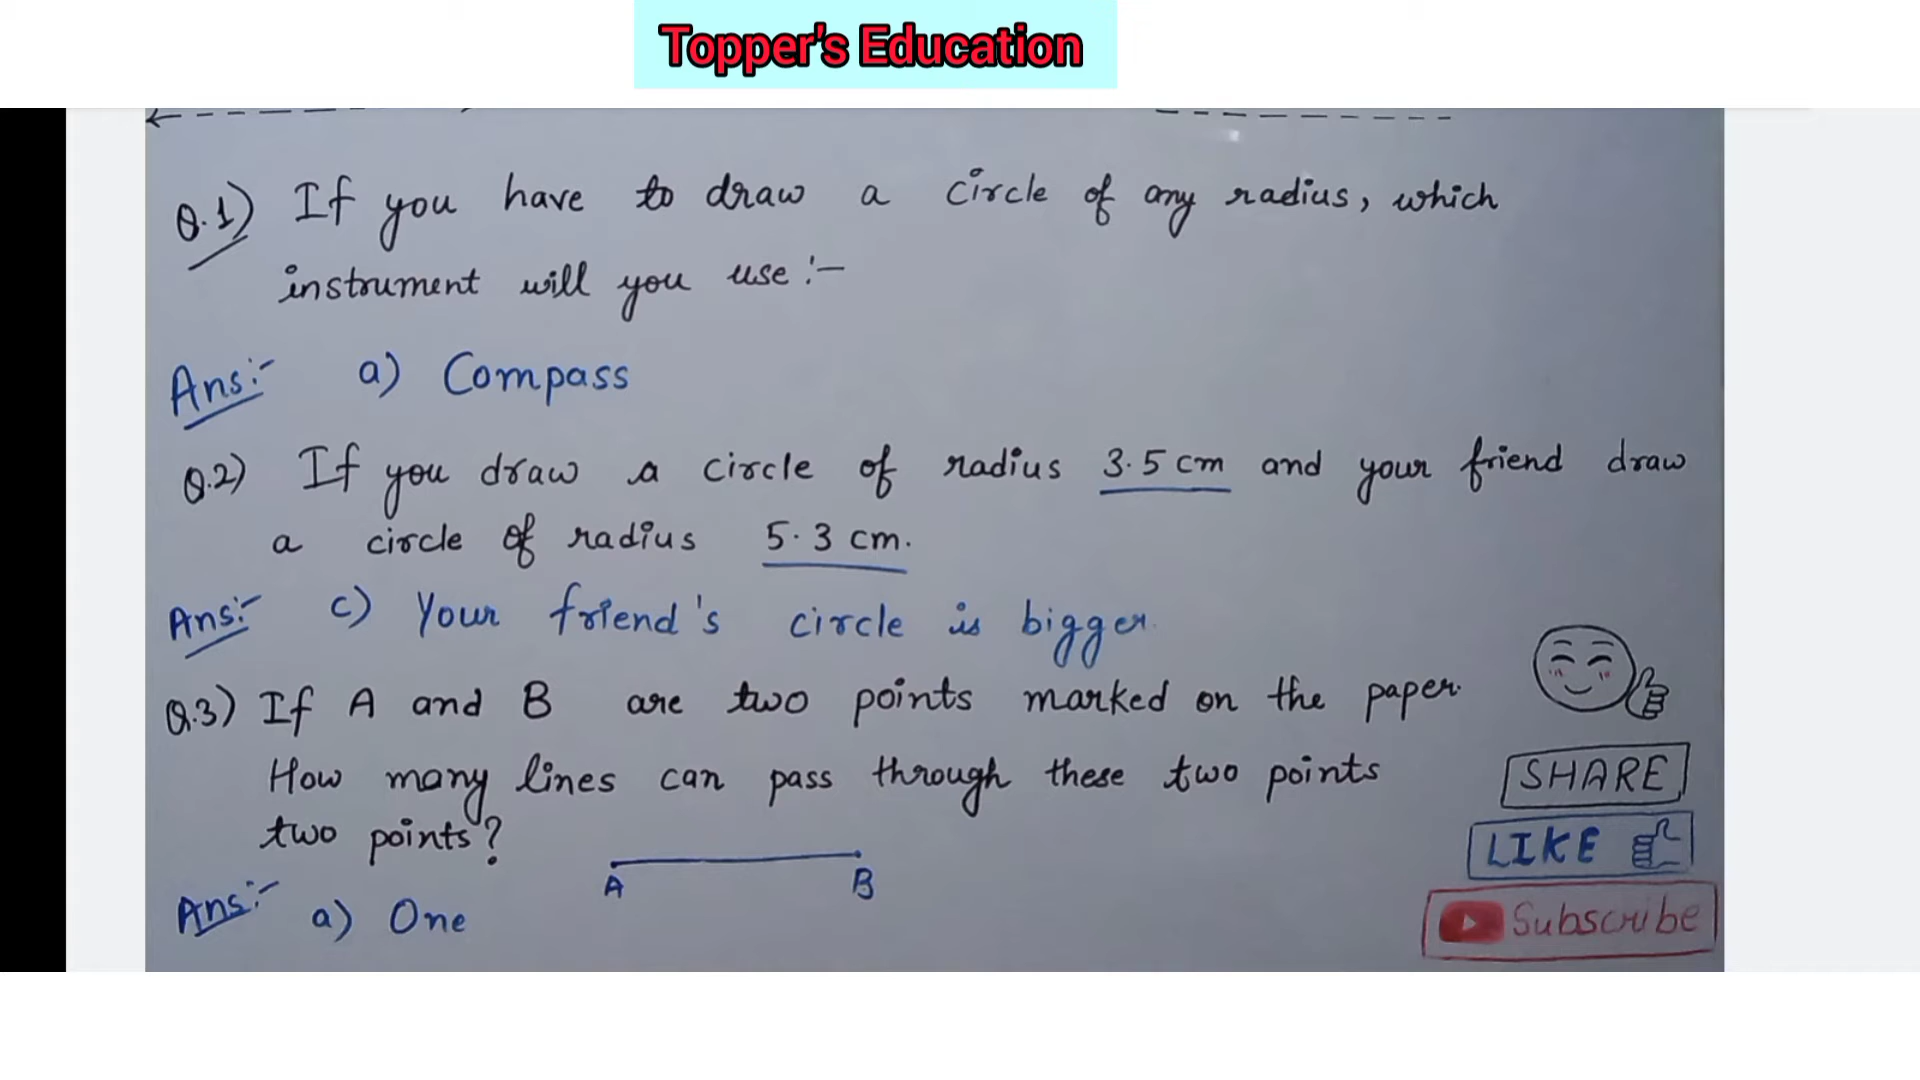 Topper's Education
Q.1) If you have to draw a circle of any radius, which
instrument will you use :-
Ans:- a) Compass
Q.2) If you draw a circle of radius 3.5 cm and your friend draw
a circle of radius 5.3 cm.
Ans:- c) Your friend's circle is bigger.
Q.3) If A and B are two points marked on the paper.
How many lines can pass through these two points
two points?
A B
Ans:- a) One
SHARE
LIKE
Subscribe